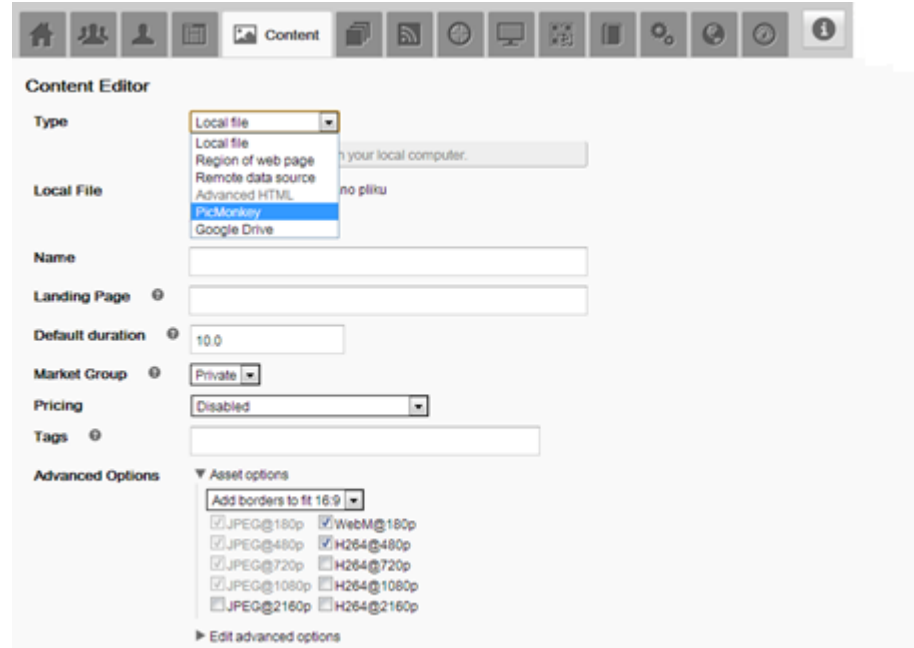 Content
Content Editor
Type
Local file
Local file
Region of web page
Remote data source
Advanced HTML
PicMonkey
Google Drive
your local computer.
Local File
no pliku
Name
Landing Page
Default duration
10.0
Market Group
Private
Pricing
Disabled
Tags
Advanced Options
Asset options
Add borders to fit 16:9
JPEG@180p WebM@180p
JPEG@480p H264@480p
JPEG@720p H264@720p
JPEG@1080p H264@1080p
JPEG@2160p H264@2160p
Edit advanced options